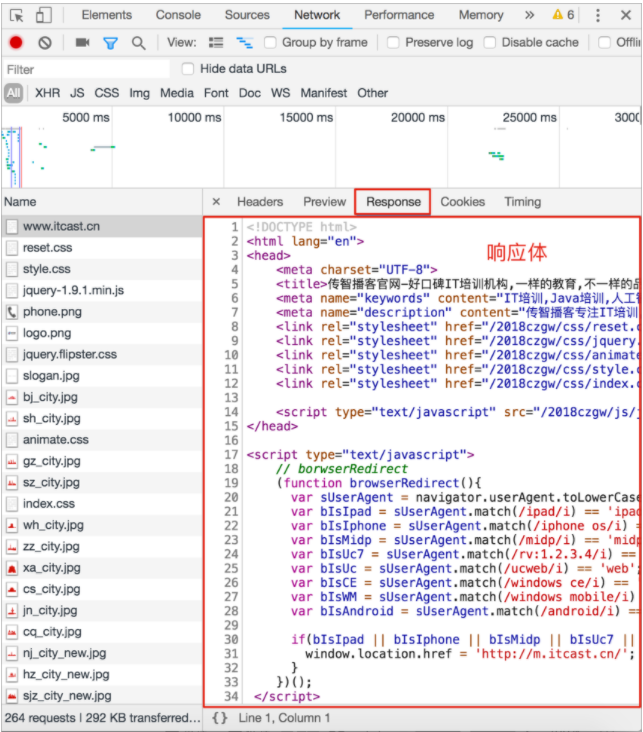 Elements Console Sources Network Performance Memory » 6
View: Group by frame Preserve log Disable cache
Filter Hide data URLs
All XHR JS CSS Img Media Font Doc WS Manifest Other
5000 ms 10000 ms 15000 ms 20000 ms 25000 ms 3000
Name
www.itcast.cn
reset.css
style.css
jquery-1.9.1.min.js
phone.png
logo.png
jquery.flipster.css
slogan.jpg
bj_city.jpg
sh_city.jpg
animate.css
gz_city.jpg
sz_city.jpg
index.css
wh_city.jpg
zz_city.jpg
xa_city.jpg
cs_city.jpg
jn_city.jpg
cq_city.jpg
nj_city_new.jpg
hz_city_new.jpg
sjz_city_new.jpg
264 requests | 292 KB transferred...
× Headers Preview Response Cookies Timing
响应体
1 <!DOCTYPE html>
2 <html lang="en">
3 <head>
4 <meta charset="UTF-8">
5 <title>传智播客官网-好口碑IT培训机构,一样的教育,不一样的品
6 <meta name="keywords" content="IT培训,Java培训,人工智
7 <meta name="description" content="传智播客专注IT培训
8 <link rel="stylesheet" href="/2018czgw/css/reset.c
9 <link rel="stylesheet" href="/2018czgw/css/jquery.
10 <link rel="stylesheet" href="/2018czgw/css/animate
11 <link rel="stylesheet" href="/2018czgw/css/style.c
12 <link rel="stylesheet" href="/2018czgw/css/index.c
13
14 <script type="text/javascript" src="/2018czgw/js/j
15 </head>
16
17 <script type="text/javascript">
18 // borwserRedirect
19 (function browserRedirect(){
20 var sUserAgent = navigator.userAgent.toLowerCase
21 var bIsIpad = sUserAgent.match(/ipad/i) == 'ipad
22 var bIsIphone = sUserAgent.match(/iphone os/i) =
23 var bIsMidp = sUserAgent.match(/midp/i) == 'midp
24 var bIsUc7 = sUserAgent.match(/rv:1.2.3.4/i) ==
25 var bIsUc = sUserAgent.match(/ucweb/i) == 'web';
26 var bIsCE = sUserAgent.match(/windows ce/i) ==
27 var bIsWM = sUserAgent.match(/windows mobile/i)
28 var bIsAndroid = sUserAgent.match(/android/i) ==
29
30 if(bIsIpad || bIsIphone || bIsMidp || bIsUc7 ||
31 window.location.href = 'http://m.itcast.cn/';
32 }
33 })();
34 </script>
{} Line 1, Column 1